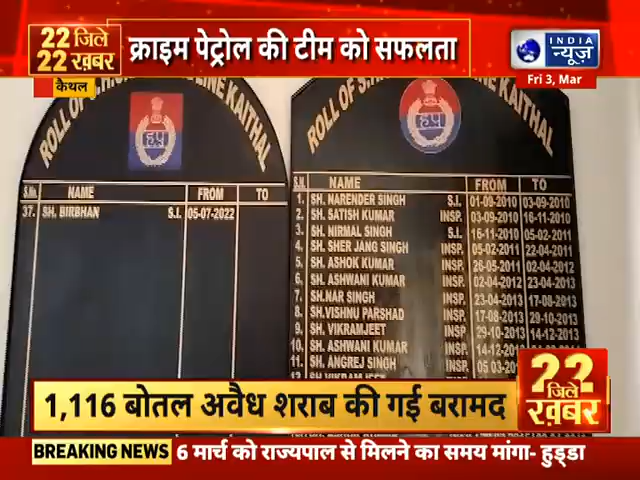 22 जिले
22 ख़बर
क्राइम पेट्रोल की टीम को सफलता
INDIA
न्यूज़
Fri 3, Mar
कैथल
KAITHAL
S.No. NAME FROM TO
37. SH. BIRBHAN S.I. 05-07-2022
ROLL OF KAITHAL
S.N. NAME FROM TO
1. SH. NARENDER SINGH S.I. 01-09-2010 03-09-2010
2. SH. SATISH KUMAR INSP. 03-09-2010 16-11-2010
3. SH. NIRMAL SINGH S.I. 16-11-2010 05-02-2011
4. SH. SHER JANG SINGH INSP. 05-02-2011 22-04-2011
5. SH. ASHOK KUMAR INSP. 26-05-2011 02-04-2012
6. SH. ASHWANI KUMAR INSP. 02-04-2012 23-04-2013
7. SH.NAR SINGH INSP. 23-04-2013 17-08-2013
8. SH.VISHNU PARSHAD INSP. 17-08-2013 29-10-2013
9. SH. VIKRAMJEET INSP. 29-10-2013 14-12-2013
10. SH. ASHWANI KUMAR INSP. 14-12-
11. SH. ANGREJ SINGH INSP. 05-03-
22
जिले
ख़बर
1,116 बोतल अवैध शराब की गई बरामद
BREAKING NEWS 6 मार्च को राज्यपाल से मिलने का समय मांगा- हुड्डा